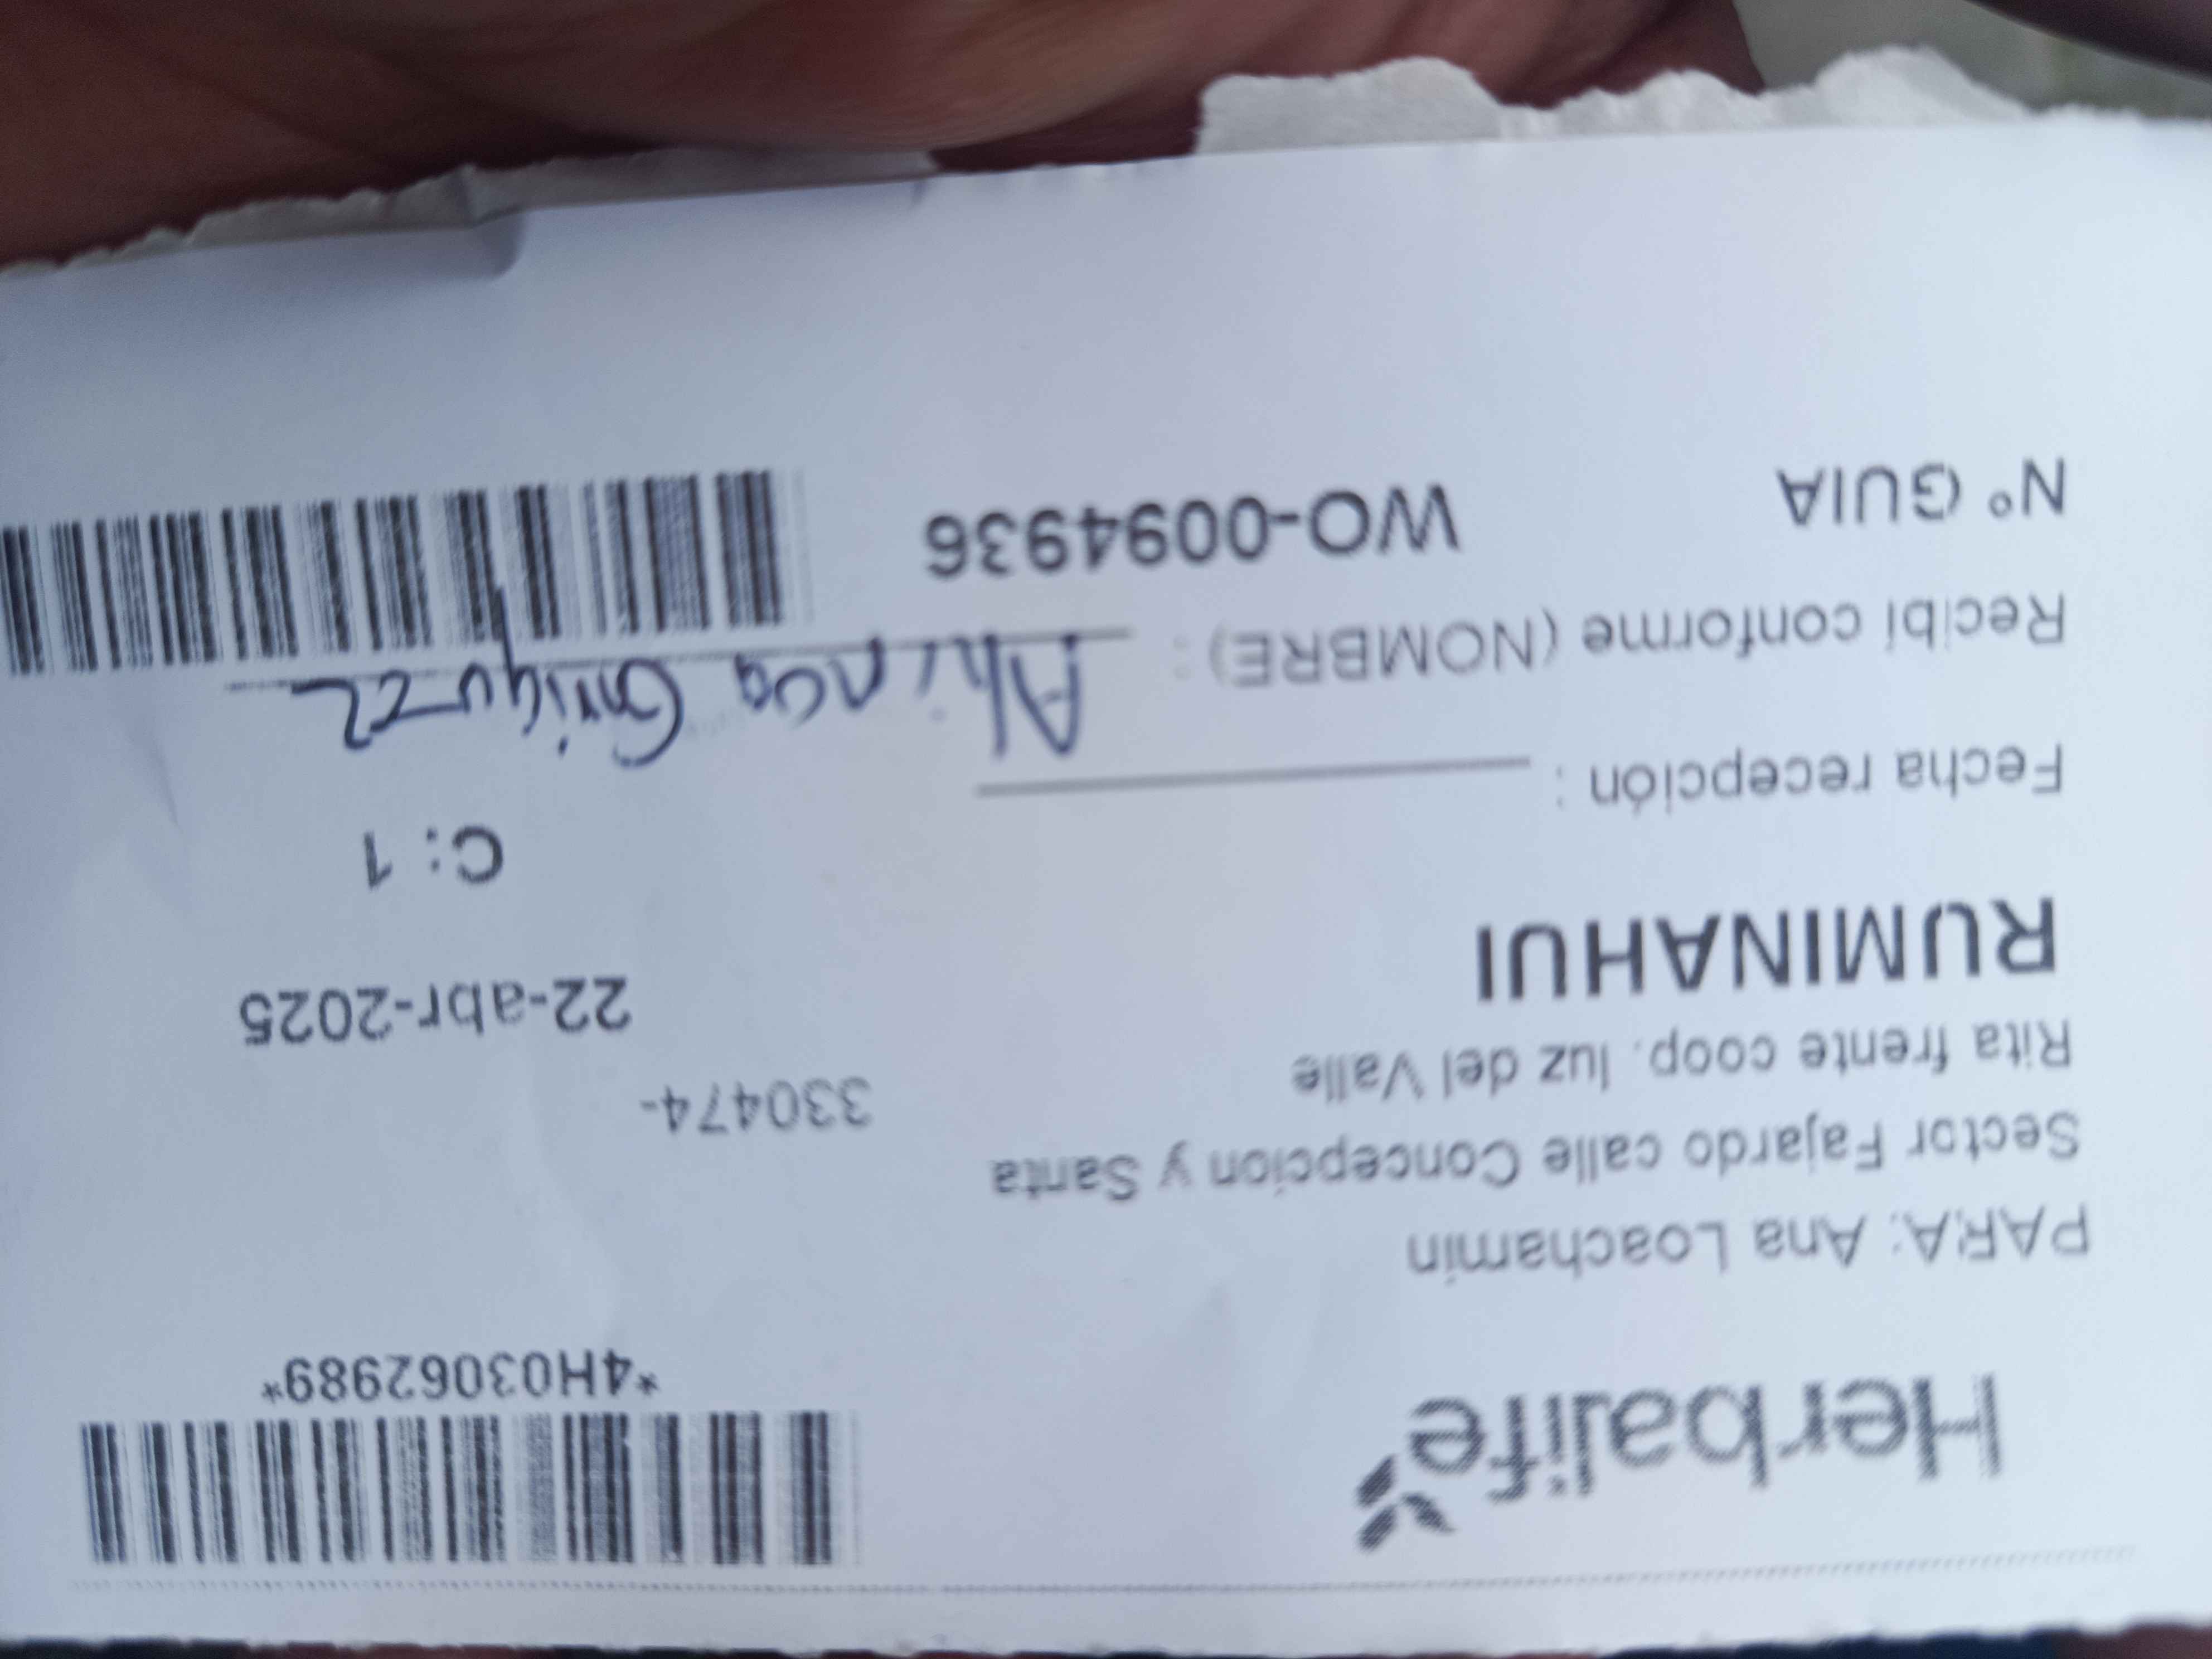 Herbalife
*4H03062989*
PARA: Ana Loachamin
Sector Fajardo calle Concepcion y Santa
Rita frente coop. luz del Valle
330474-
RUMINAHUI
22-abr-2025
C: 1
Fecha recepción :
Recibí conforme (NOMBRE) :
N° GUIA WO-0094936